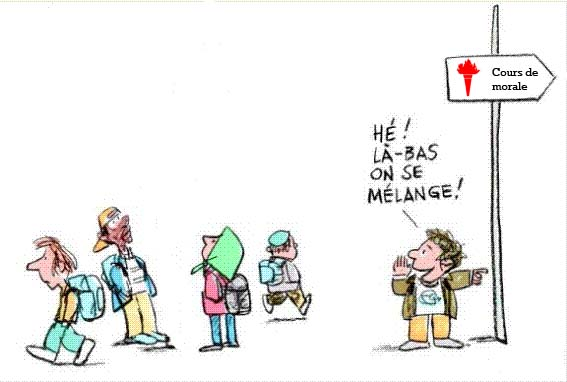 Cours de
morale
HÉ!
LÀ-BAS
ON SE
MÉLANGE!